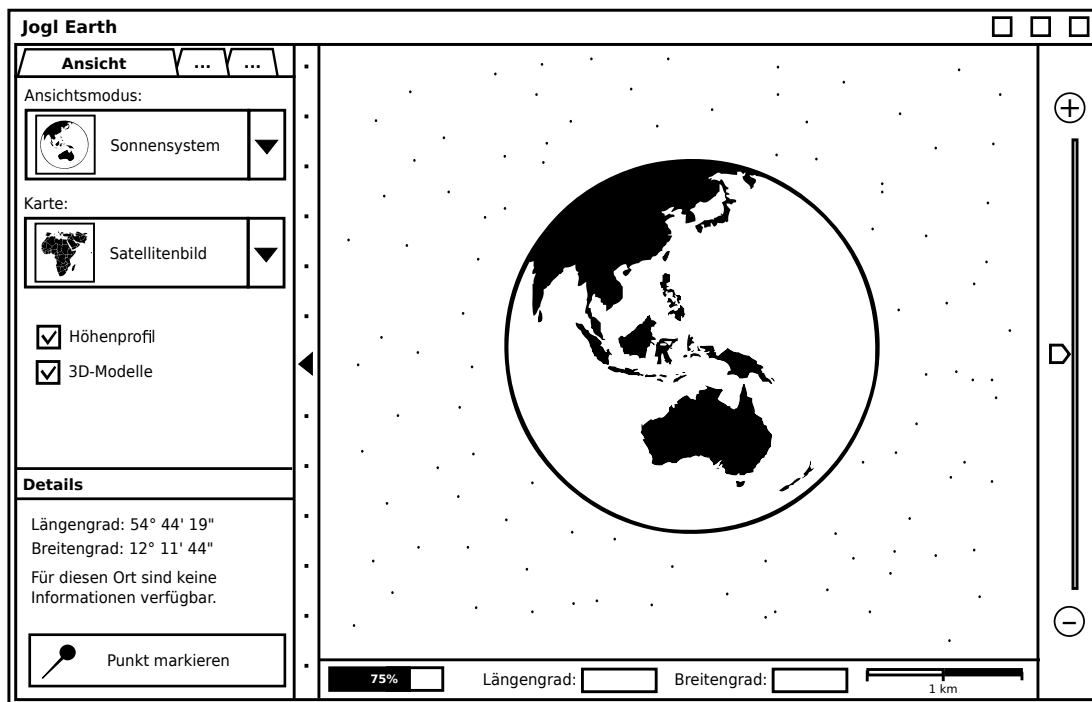 Jogl Earth
Ansicht
...
...
Ansichtsmodus:
Sonnensystem
Karte:
Satellitenbild
Höhenprofil
3D-Modelle
Details
Längengrad: 54° 44' 19"
Breitengrad: 12° 11' 44"
Für diesen Ort sind keine
Informationen verfügbar.
Punkt markieren
75%
Längengrad:
Breitengrad:
1 km